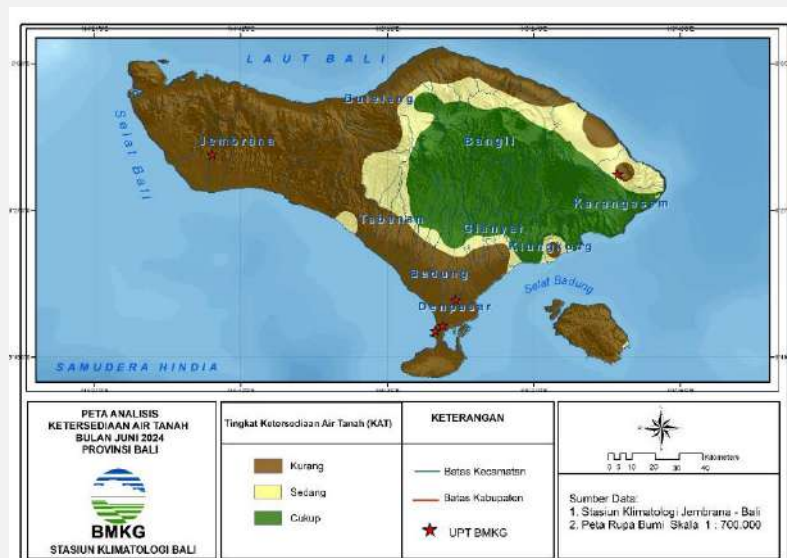 LAUT BALI
Buleleng
Selat Bali
Jembrana
Bangli
Karangasem
Tabanan
Gianyar
Klungkung
Badung
Selat Badung
Denpasar
SAMUDERA HINDIA
PETA ANALISIS
KETERSEDIAAN AIR TANAH
BULAN JUNI 2024
PROVINSI BALI
BMKG
STASIUN KLIMATOLOGI BALI
Tingkat Ketersediaan Air Tanah (KAT)
Kurang
Sedang
Cukup
KETERANGAN
Batas Kecamatan
Batas Kabupaten
UPT BMKG
Kilometers
0 5 10 20 30 40
Sumber Data:
1. Stasiun Klimatologi Jembrana - Bali
2. Peta Rupa Bumi Skala 1 : 700.000